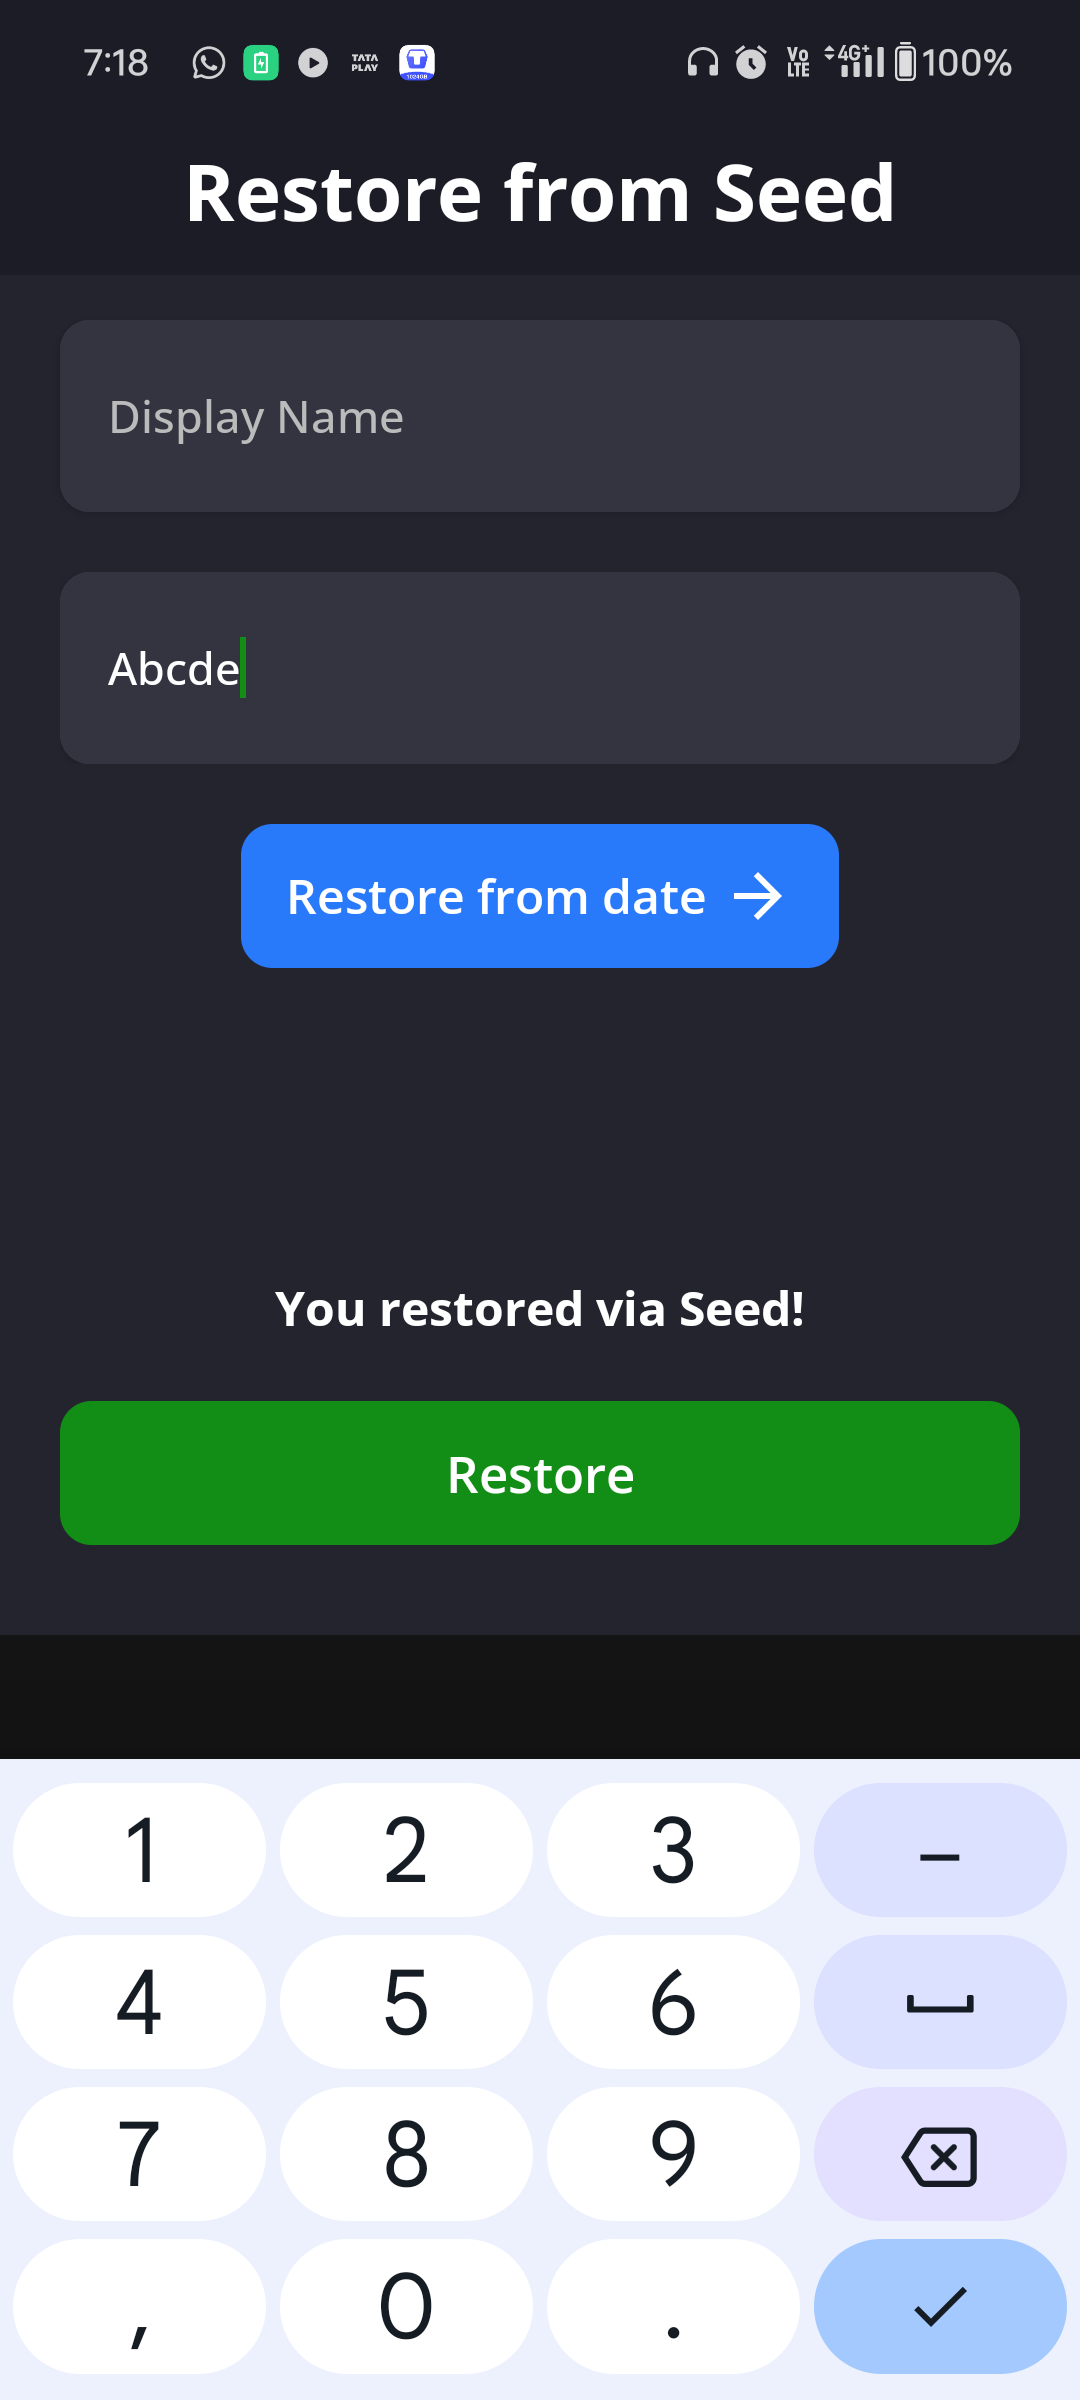 7:18 TATA PLAY 1024GB Vo LTE 4G+ 100%
Restore from Seed
Display Name
Abcde
Restore from date
You restored via Seed!
Restore
1 2 3 -
4 5 6
7 8 9
, 0 .